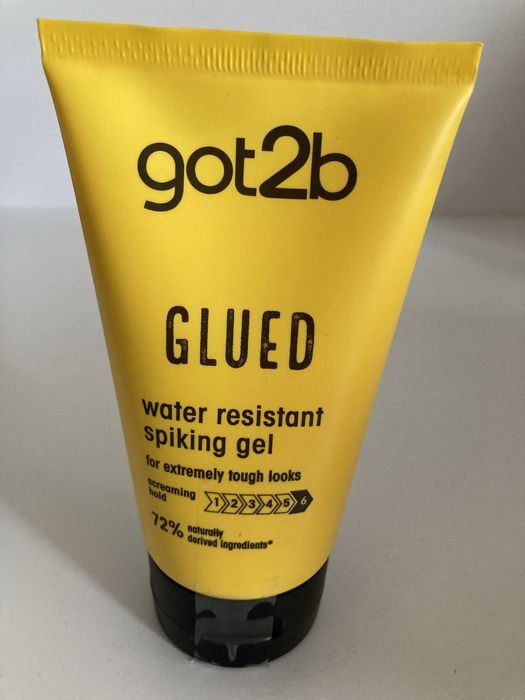 got2b
GLUED
water resistant
spiking gel
for extremely tough looks
screaming
hold
1 2 3 4 5 6
72% naturally
derived ingredients*